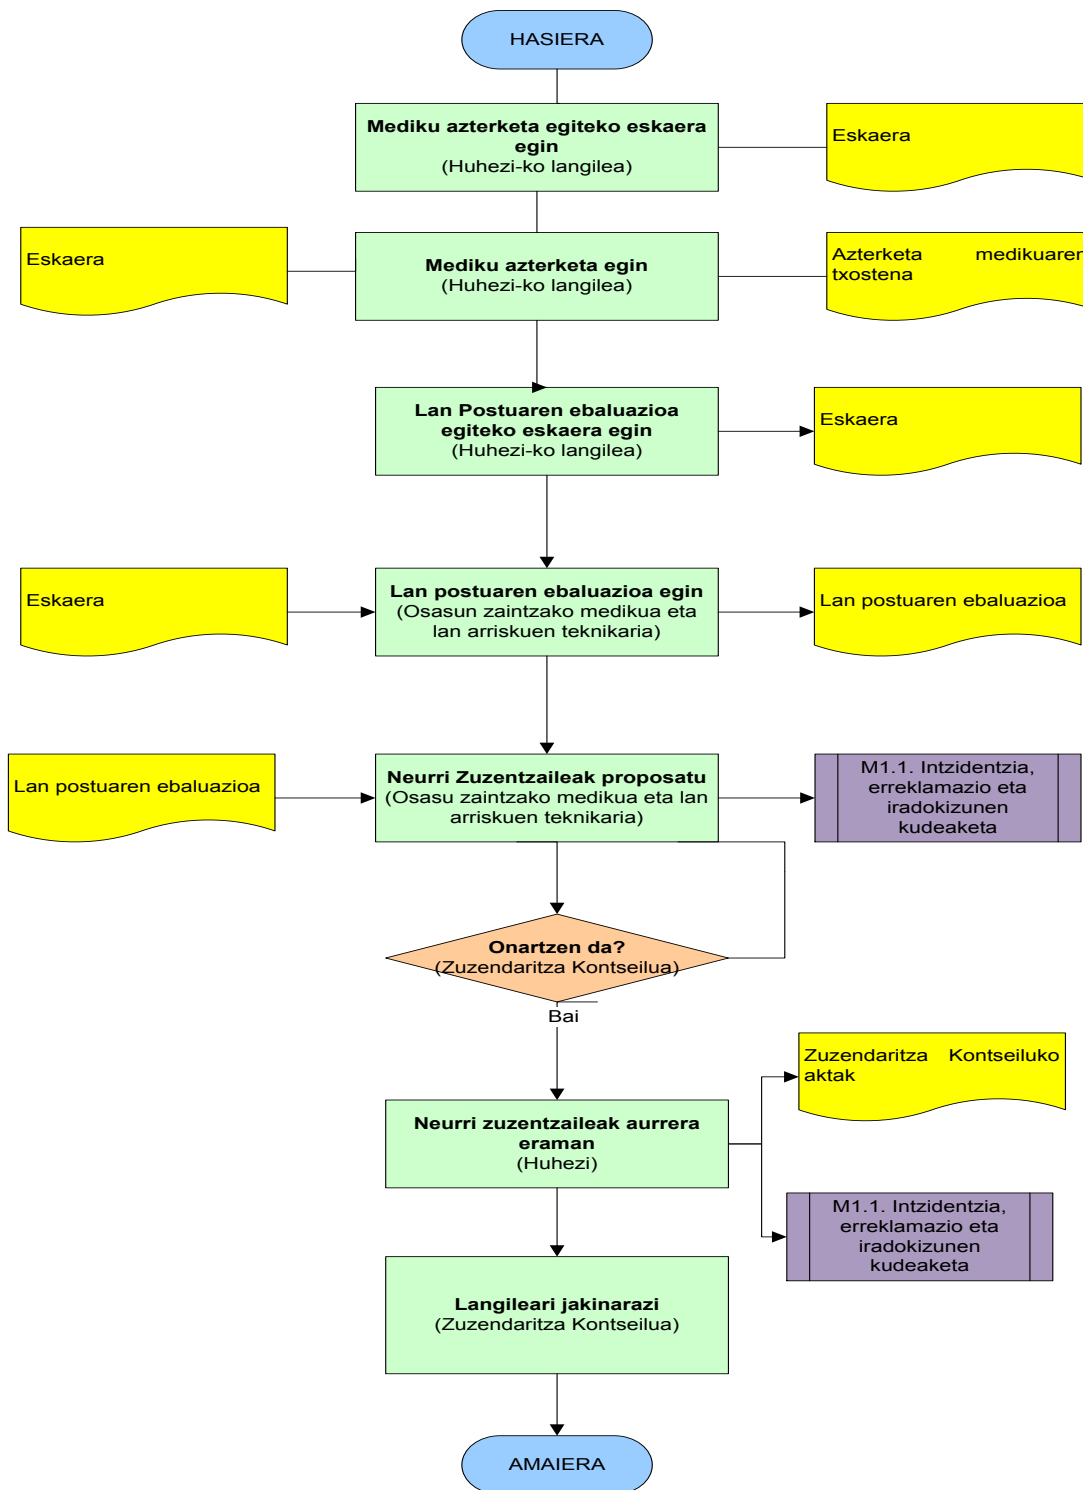 HASIERA
Mediku azterketa egiteko eskaera
egin
(Huhezi-ko langilea)
Eskaera
Eskaera
Mediku azterketa egin
(Huhezi-ko langilea)
Azterketa medikuaren
txostena
Lan Postuaren ebaluazioa
egiteko eskaera egin
(Huhezi-ko langilea)
Eskaera
Eskaera
Lan postuaren ebaluazioa egin
(Osasun zaintzako medikua eta
lan arriskuen teknikaria)
Lan postuaren ebaluazioa
Lan postuaren ebaluazioa
Neurri Zuzentzaileak proposatu
(Osasu zaintzako medikua eta lan
arriskuen teknikaria)
M1.1. Intzidentzia,
erreklamazio eta
iradokizunen
kudeaketa
Onartzen da?
(Zuzendaritza Kontseilua)
Bai
Zuzendaritza Kontseiluko
aktak
Neurri zuzentzaileak aurrera
eraman
(Huhezi)
M1.1. Intzidentzia,
erreklamazio eta
iradokizunen
kudeaketa
Langileari jakinarazi
(Zuzendaritza Kontseilua)
AMAIERA